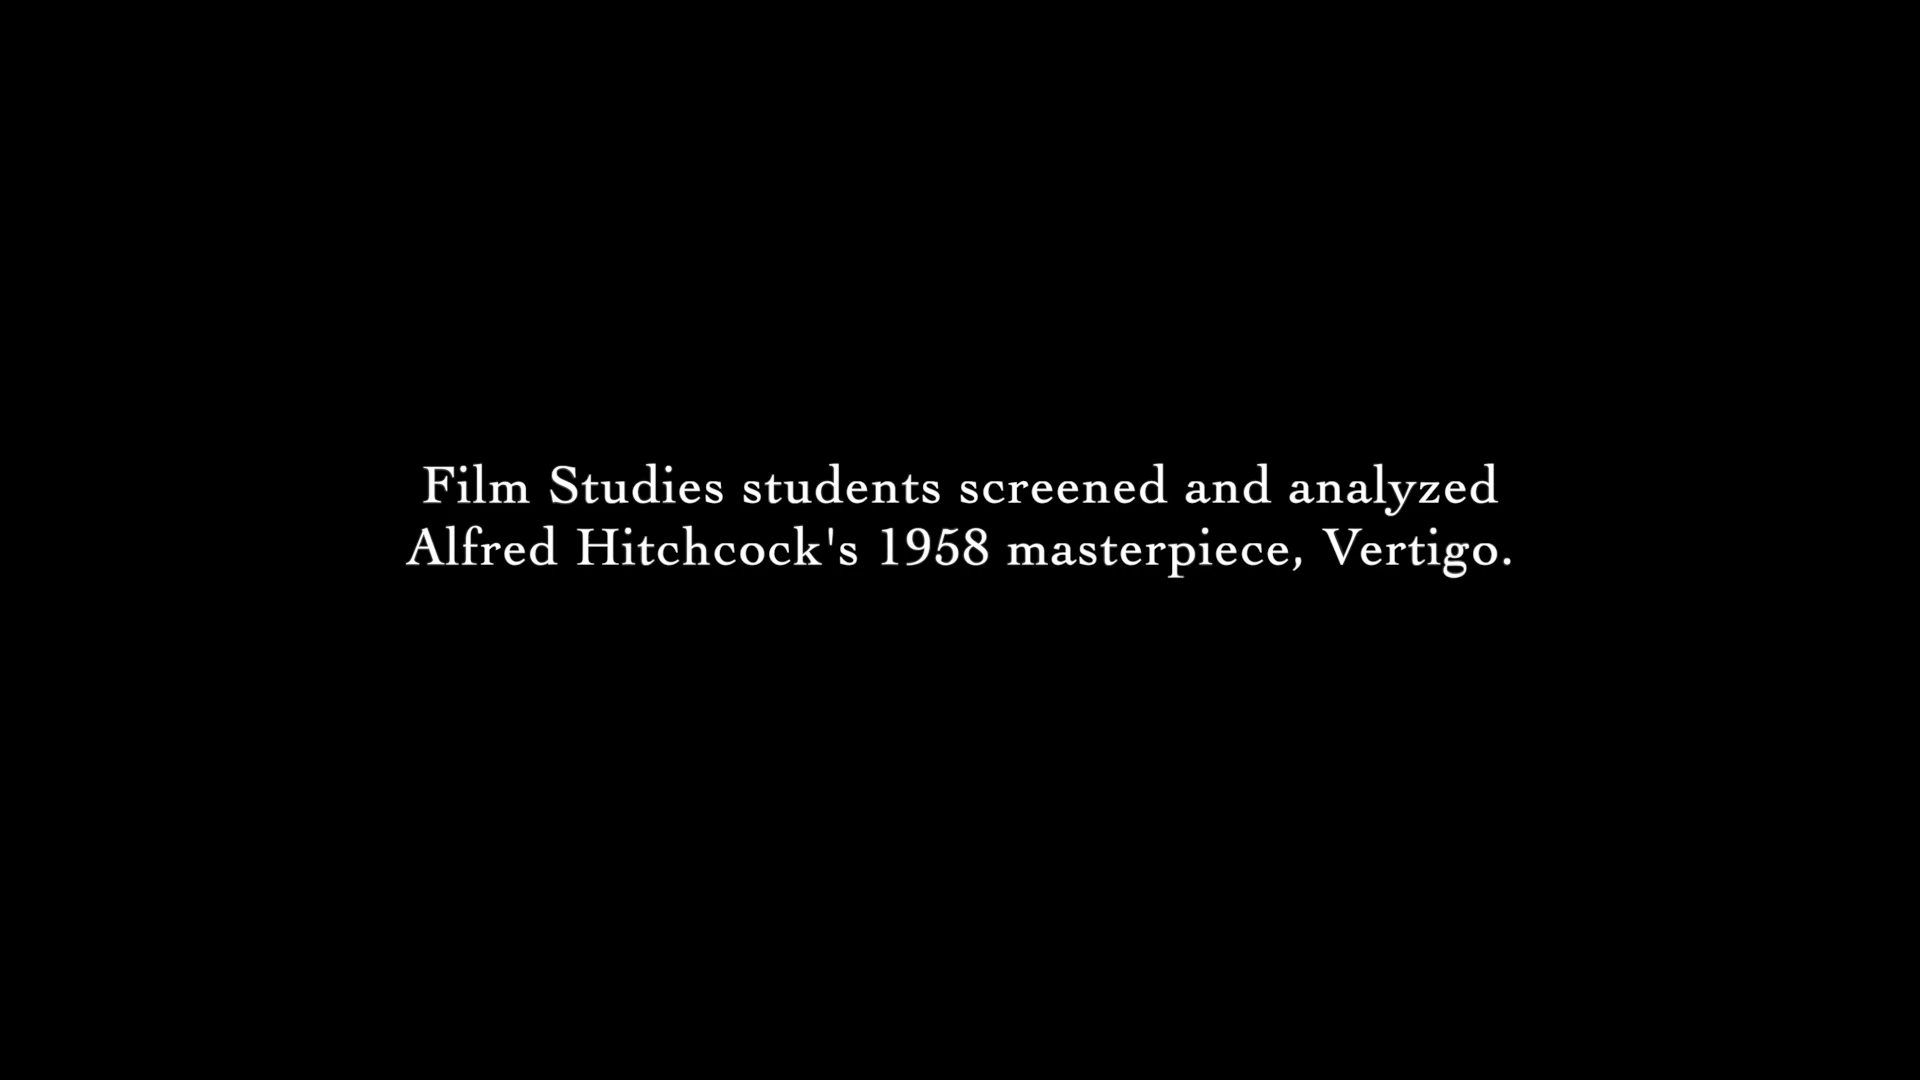 Film Studies students screened and analyzed
Alfred Hitchcock's 1958 masterpiece, Vertigo.